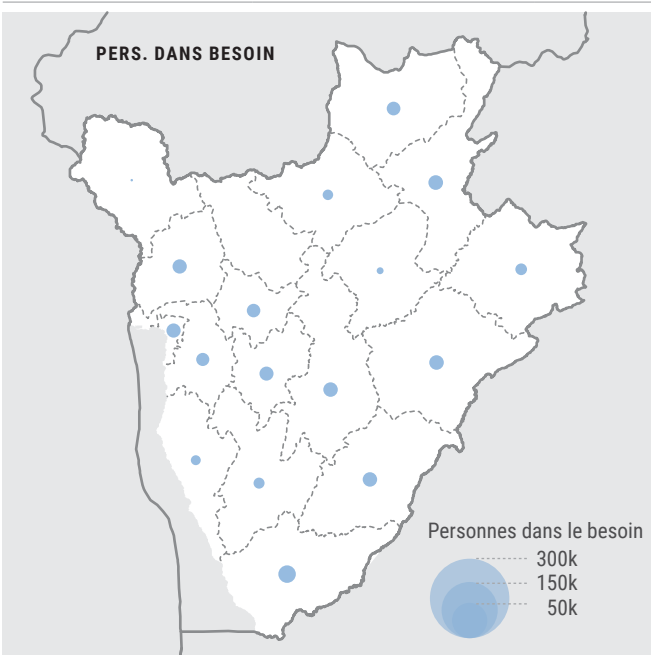 PERS. DANS BESOIN
Personnes dans le besoin
300k
150k
50k